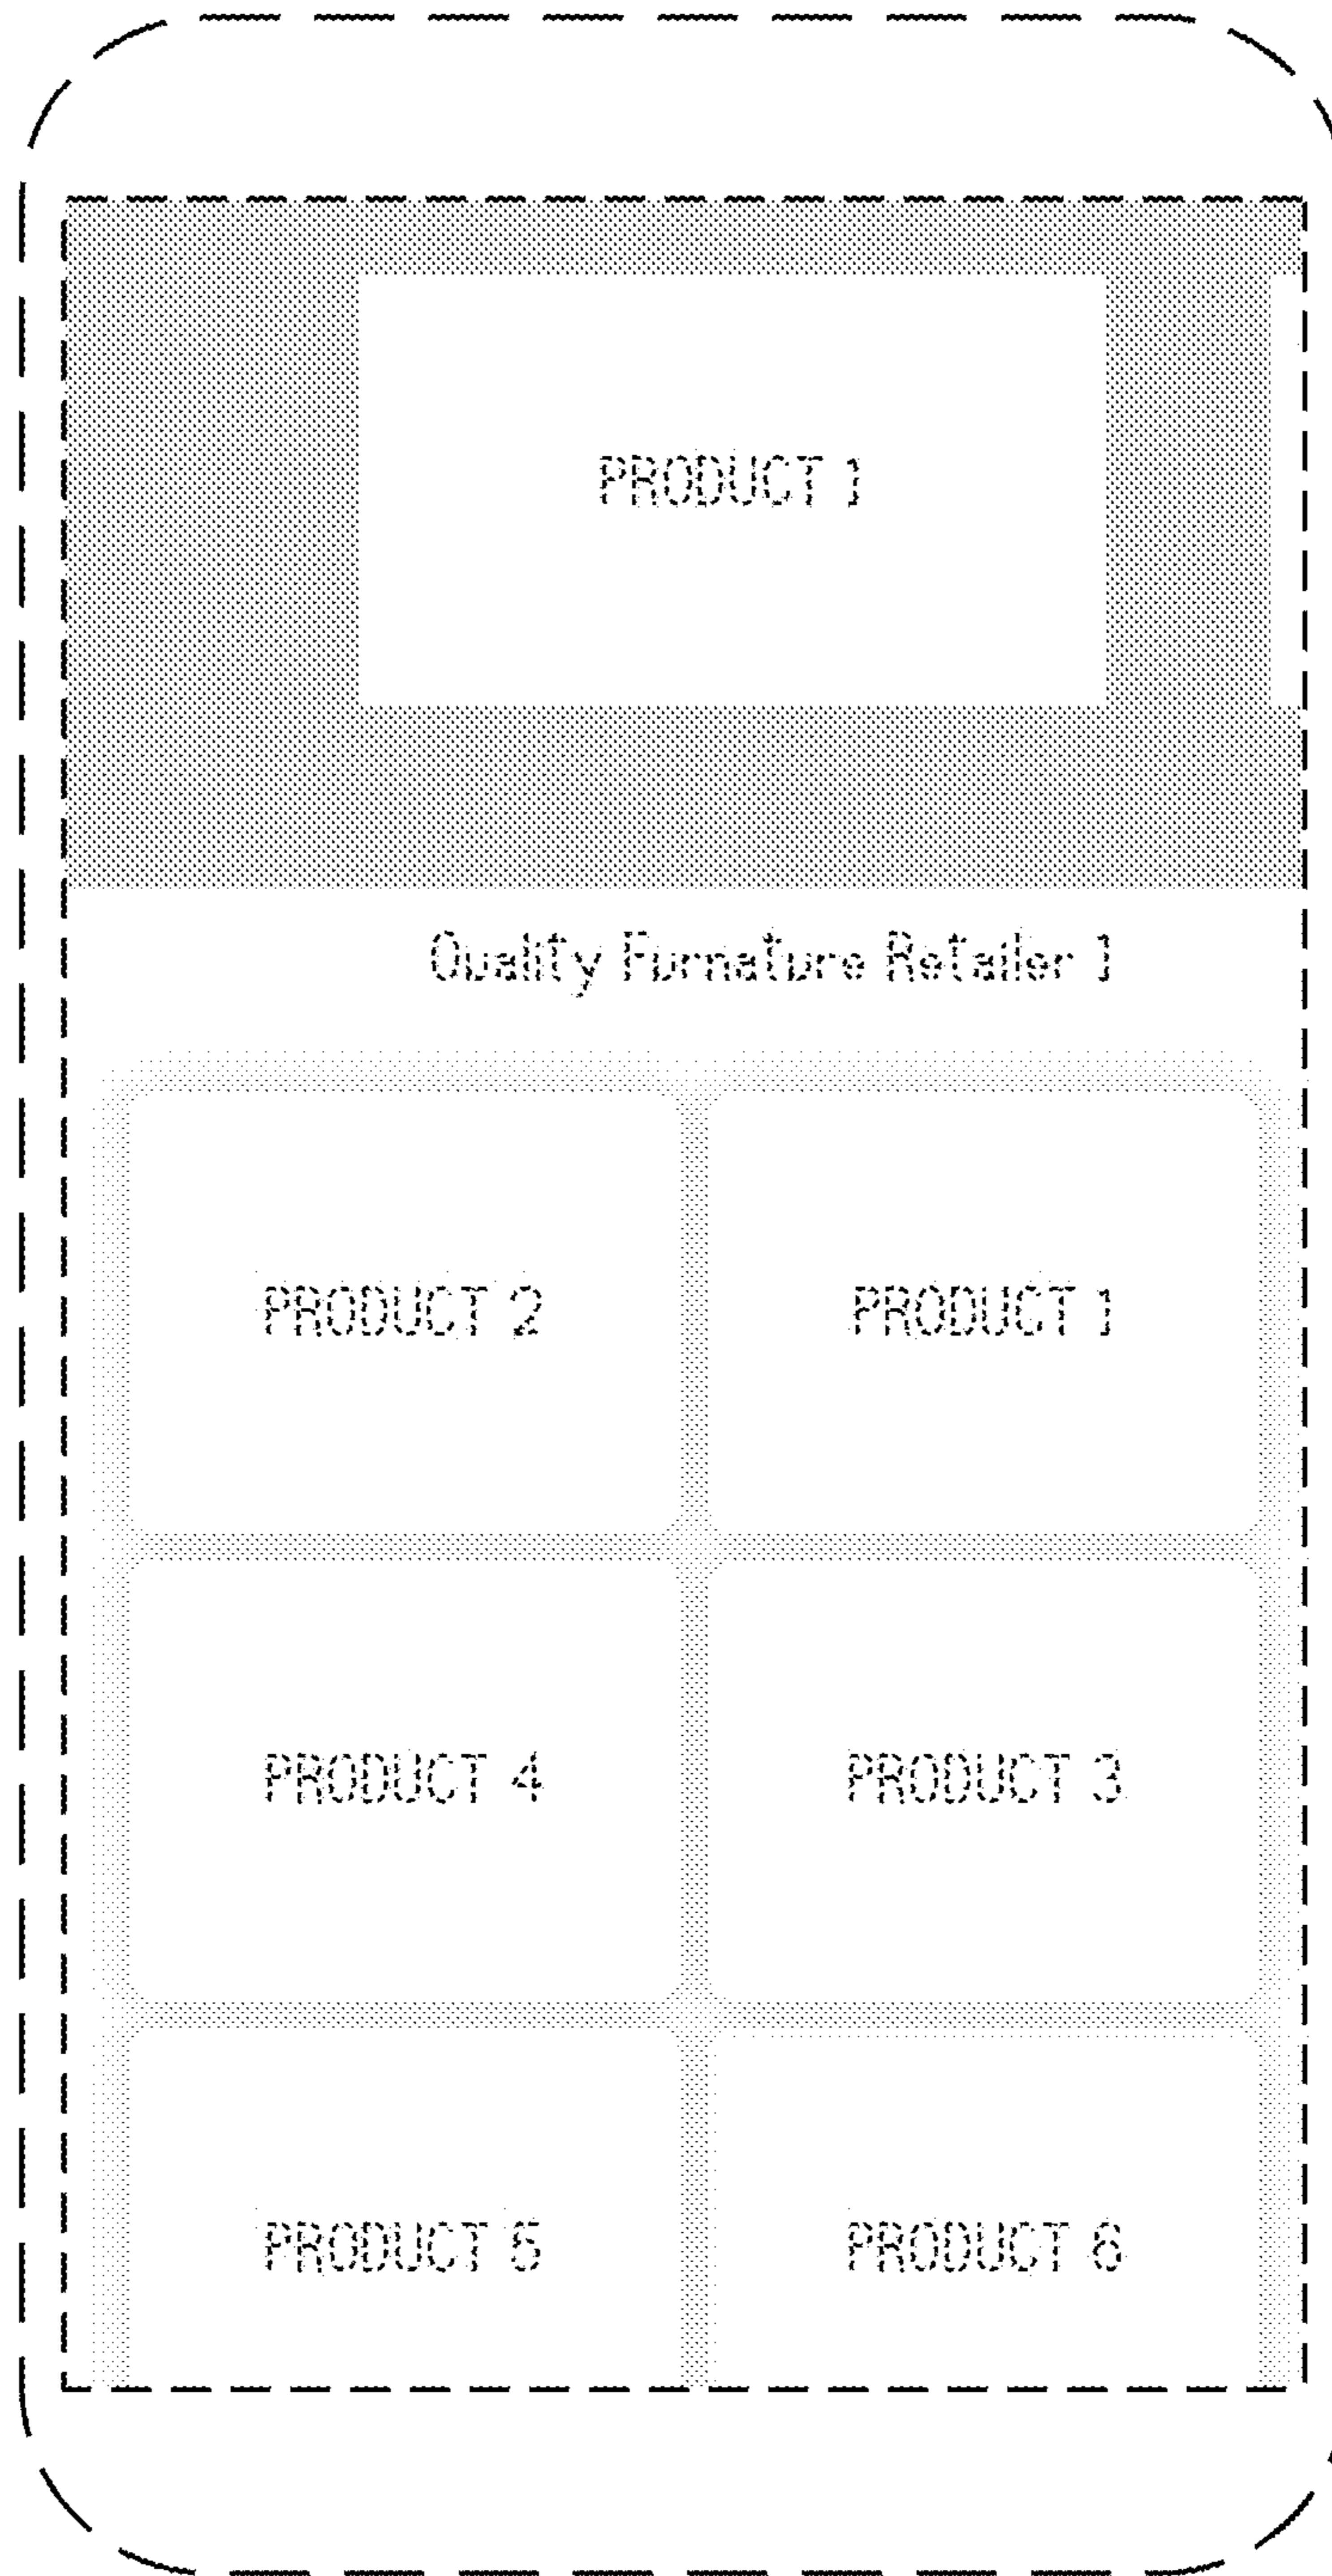 PRODUCT 1
Quality Furnature Retailer 1
PRODUCT 2 PRODUCT 1
PRODUCT 4 PRODUCT 3
PRODUCT 5 PRODUCT 6